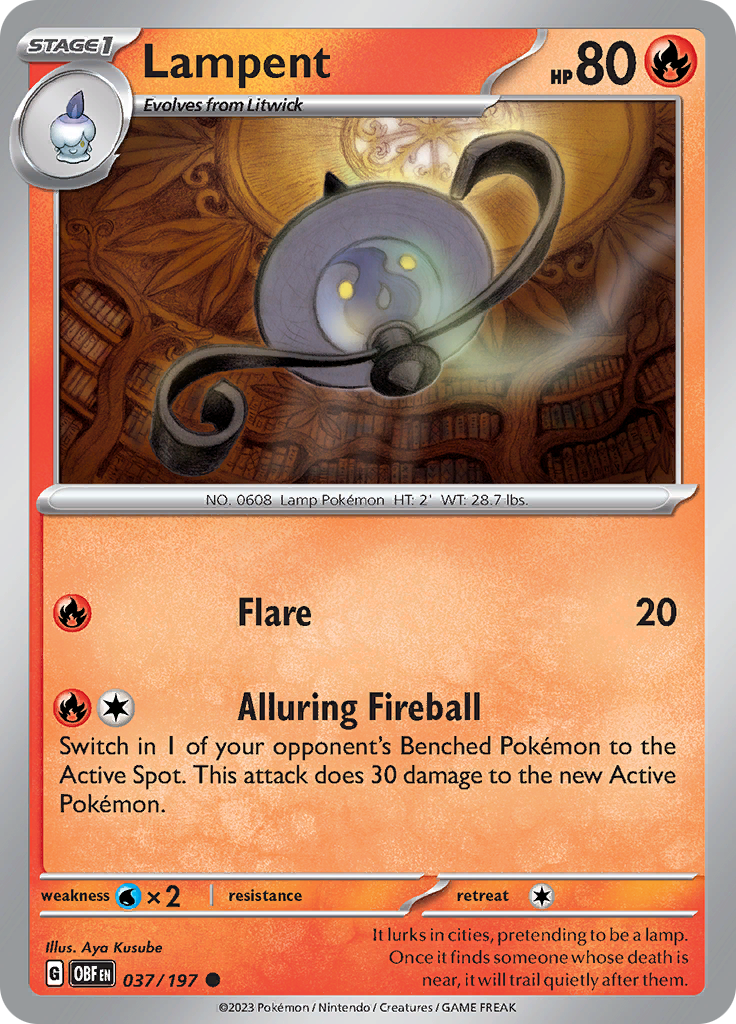 STAGE1
Lampent
HP 80
Evolves from Litwick
NO. 0608 Lamp Pokémon HT: 2' WT: 28.7 lbs.
Flare 20
Alluring Fireball
Switch in 1 of your opponent's Benched Pokémon to the
Active Spot. This attack does 30 damage to the new Active
Pokémon.
weakness ×2 resistance retreat
Illus. Aya Kusube
It lurks in cities, pretending to be a lamp.
Once it finds someone whose death is
near, it will trail quietly after them.
G OBF EN 037/197
©2023 Pokémon / Nintendo / Creatures / GAME FREAK